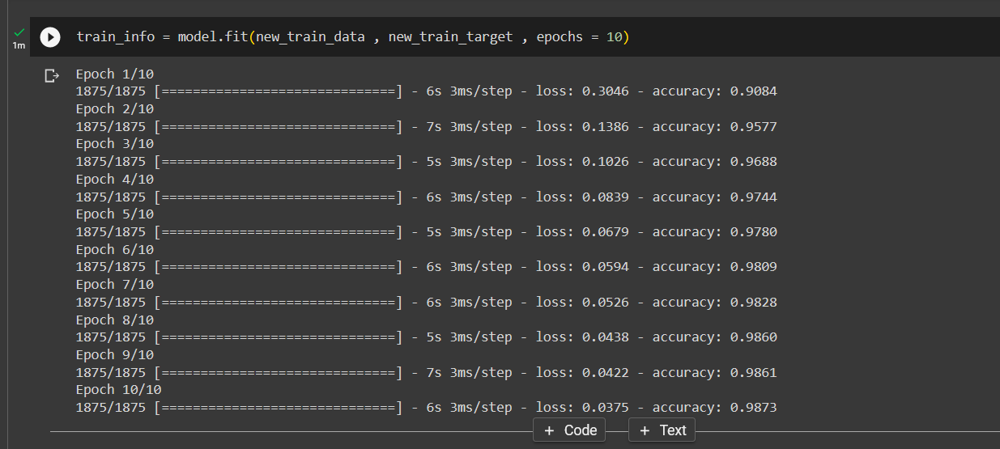 train_info = model.fit(new_train_data , new_train_target , epochs = 10)
1m
Epoch 1/10
1875/1875 [==============================] - 6s 3ms/step - loss: 0.3046 - accuracy: 0.9084
Epoch 2/10
1875/1875 [==============================] - 7s 3ms/step - loss: 0.1386 - accuracy: 0.9577
Epoch 3/10
1875/1875 [==============================] - 5s 3ms/step - loss: 0.1026 - accuracy: 0.9688
Epoch 4/10
1875/1875 [==============================] - 6s 3ms/step - loss: 0.0839 - accuracy: 0.9744
Epoch 5/10
1875/1875 [==============================] - 5s 3ms/step - loss: 0.0679 - accuracy: 0.9780
Epoch 6/10
1875/1875 [==============================] - 6s 3ms/step - loss: 0.0594 - accuracy: 0.9809
Epoch 7/10
1875/1875 [==============================] - 6s 3ms/step - loss: 0.0526 - accuracy: 0.9828
Epoch 8/10
1875/1875 [==============================] - 5s 3ms/step - loss: 0.0438 - accuracy: 0.9860
Epoch 9/10
1875/1875 [==============================] - 7s 3ms/step - loss: 0.0422 - accuracy: 0.9861
Epoch 10/10
1875/1875 [==============================] - 6s 3ms/step - loss: 0.0375 - accuracy: 0.9873
+ Code + Text